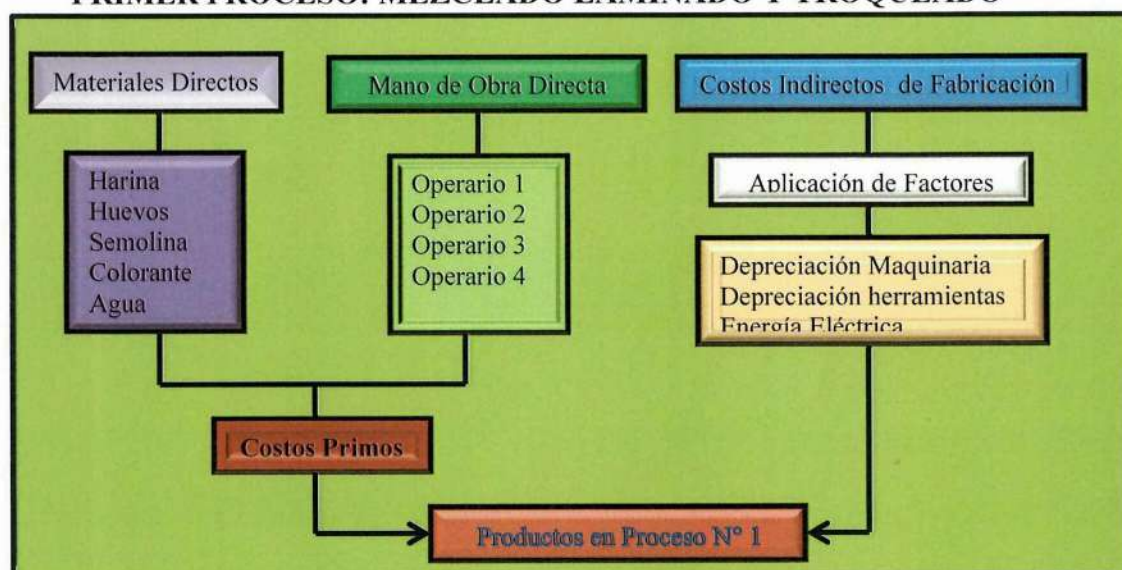 PRIMER PROCESO: MEZCLADO LAMINADO Y TROQUELADO
Materiales Directos
Mano de Obra Directa
Costos Indirectos de Fabricación
Harina
Huevos
Semolina
Colorante
Agua
Operario 1
Operario 2
Operario 3
Operario 4
Aplicación de Factores
Depreciación Maquinaria
Depreciación herramientas
Energía Eléctrica
Costos Primos
Productos en Proceso N° 1